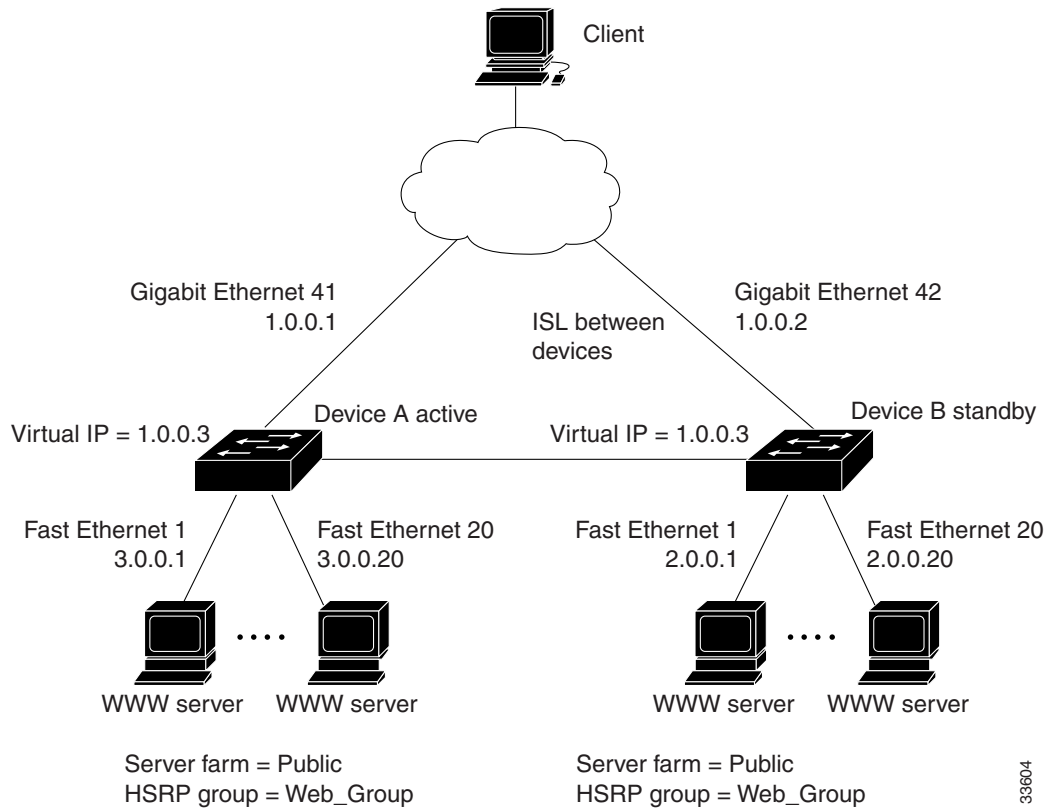 Client
Gigabit Ethernet 41
1.0.0.1
Gigabit Ethernet 42
1.0.0.2
ISL between
devices
Device A active
Device B standby
Virtual IP = 1.0.0.3
Virtual IP = 1.0.0.3
Fast Ethernet 1
3.0.0.1
Fast Ethernet 20
3.0.0.20
Fast Ethernet 1
2.0.0.1
Fast Ethernet 20
2.0.0.20
WWW server
WWW server
WWW server
WWW server
Server farm = Public
HSRP group = Web_Group
Server farm = Public
HSRP group = Web_Group
33604